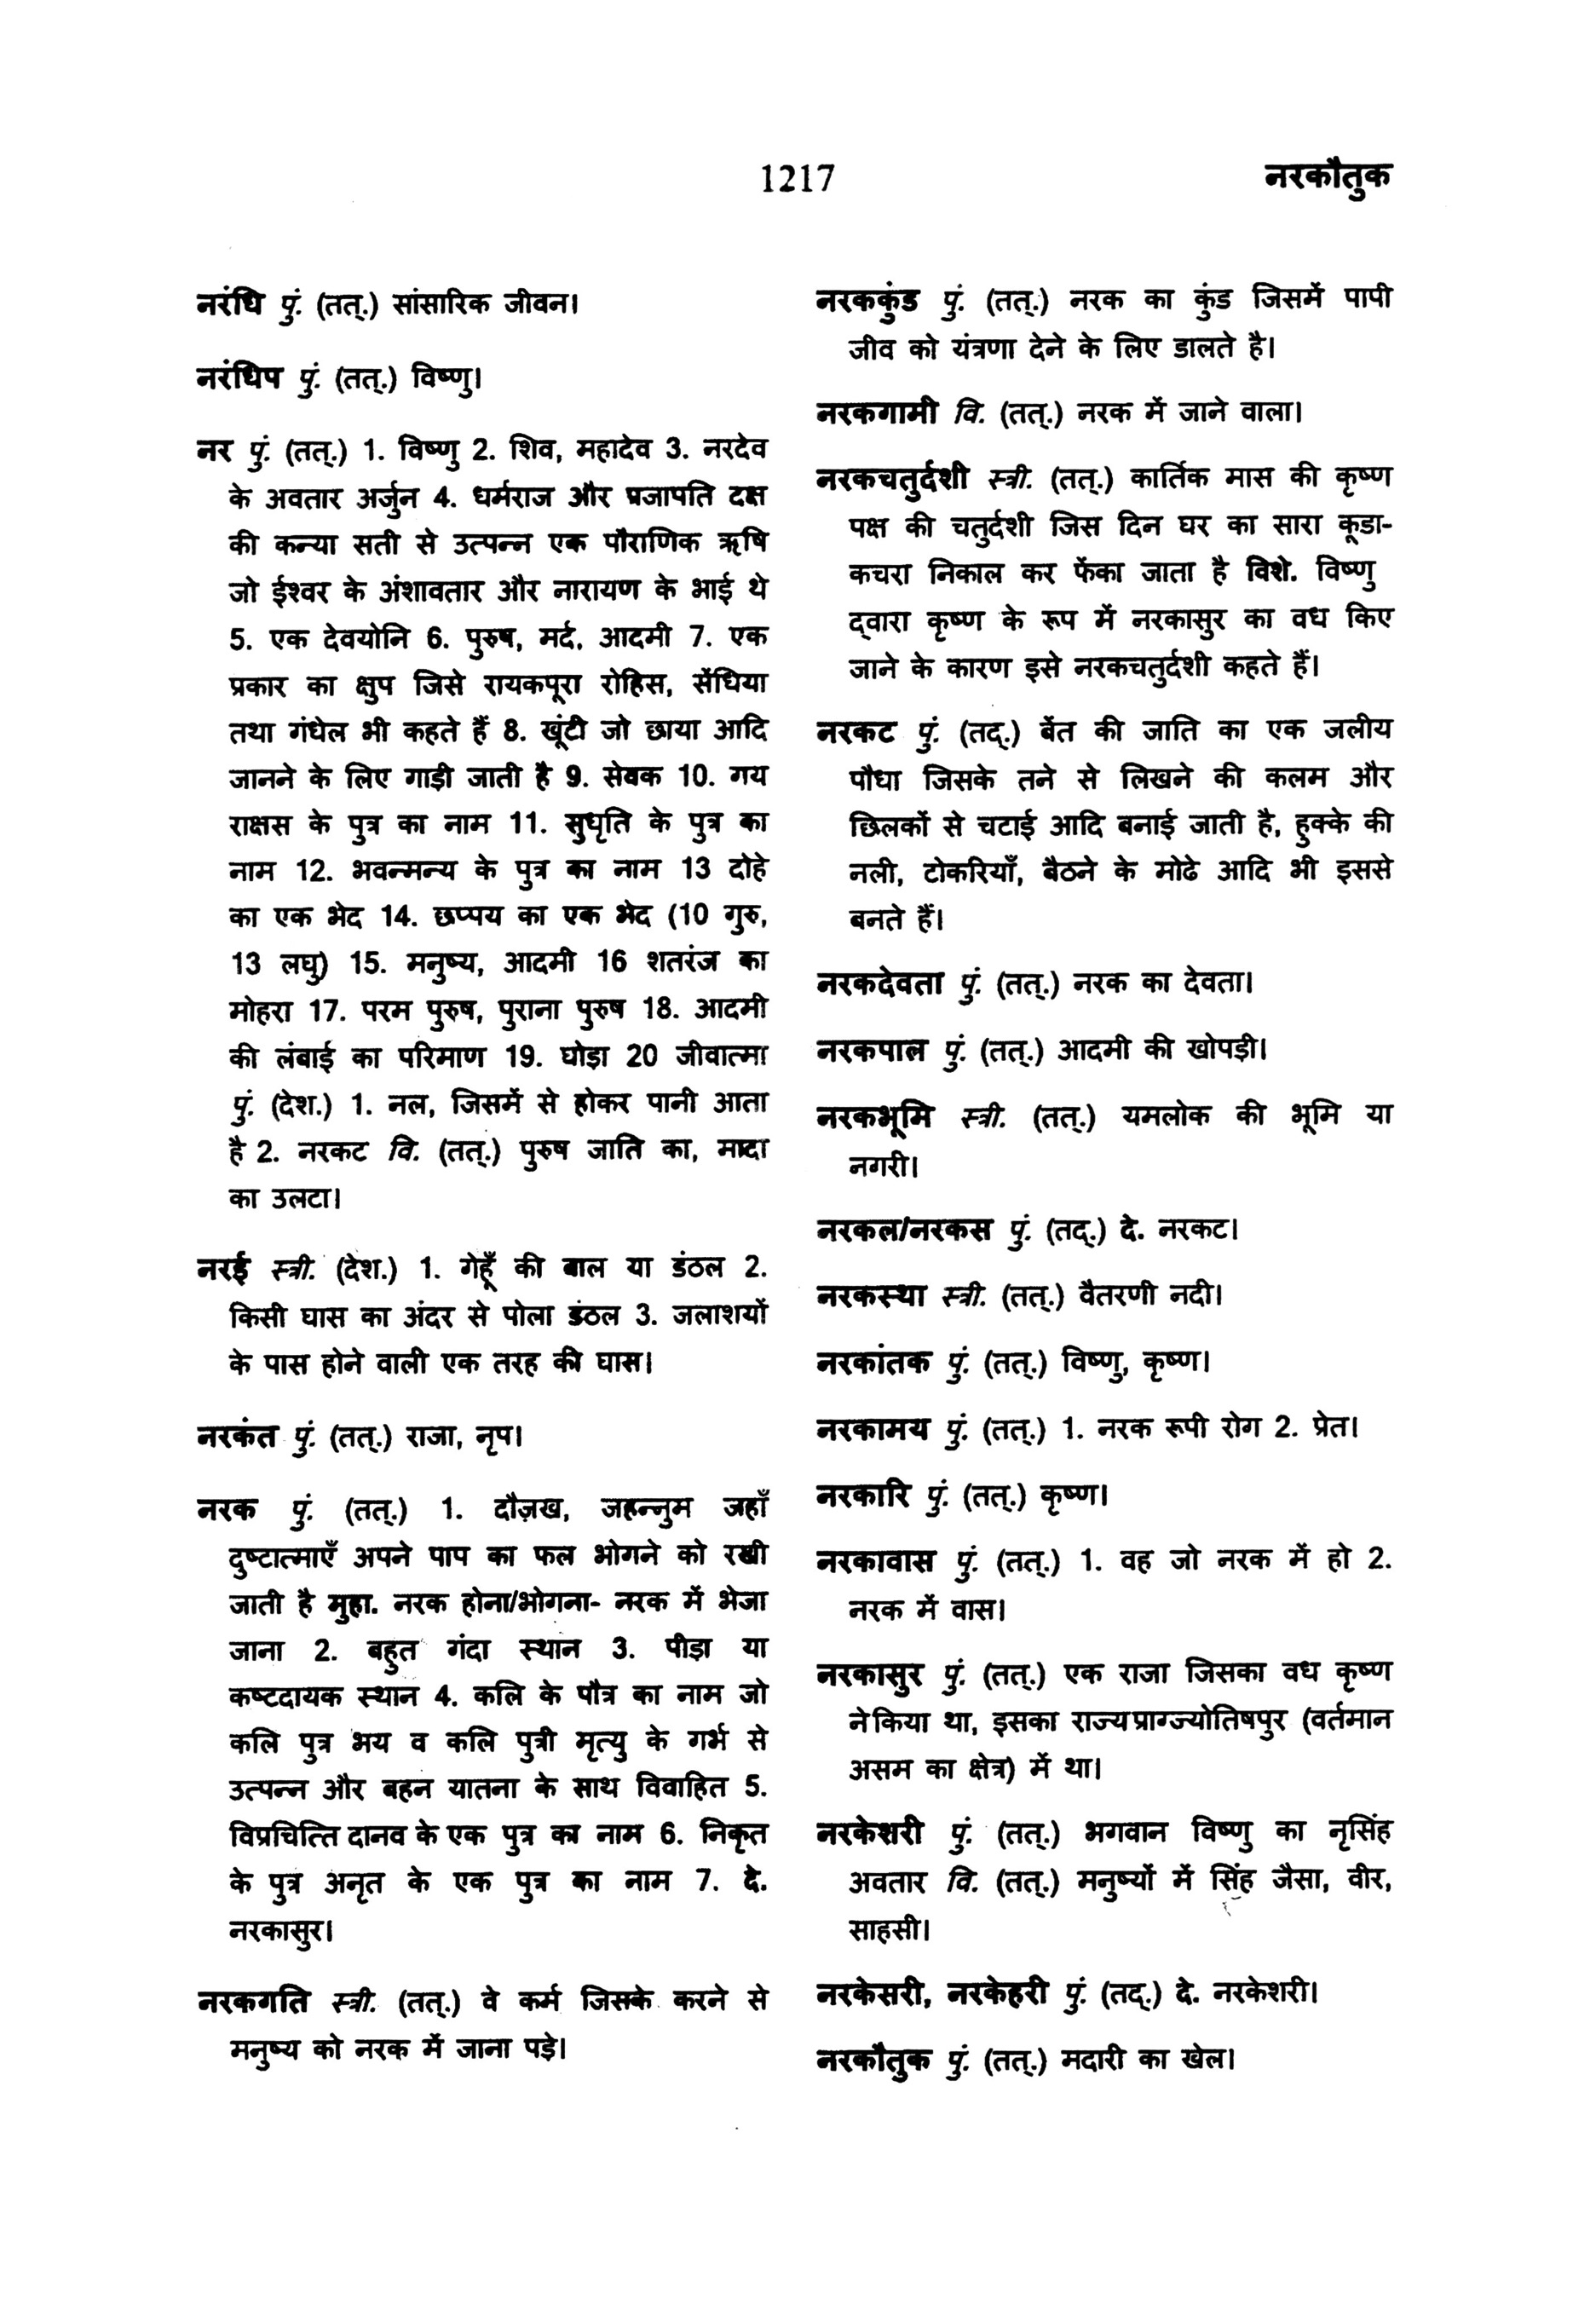 1217
नरकौतुक
नरंधि पुं. (तत्.) सांसारिक जीवन।
नरंधिप पुं. (तत्.) विष्णु।
नर पुं. (तत्.) 1. विष्णु 2. शिव, महादेव 3. नरदेव
के अवतार अर्जुन 4. धर्मराज और प्रजापति दक्ष
की कन्या सती से उत्पन्न एक पौराणिक ऋषि
जो ईश्वर के अंशावतार और नारायण के भाई थे
5. एक देवयोनि 6. पुरुष, मर्द, आदमी 7. एक
प्रकार का क्षुप जिसे रायकपूरा रोहिस, सेंधिया
तथा गंधेल भी कहते हैं 8. खूंटी जो छाया आदि
जानने के लिए गाड़ी जाती है 9. सेवक 10. गय
राक्षस के पुत्र का नाम 11. सुधृति के पुत्र का
नाम 12. भवन्मन्य के पुत्र का नाम 13 दोहे
का एक भेद 14. छप्पय का एक भेद (10 गुरु,
13 लघु) 15. मनुष्य, आदमी 16 शतरंज का
मोहरा 17. परम पुरुष, पुराना पुरुष 18. आदमी
की लंबाई का परिमाण 19. घोड़ा 20 जीवात्मा
पुं. (देश.) 1. नल, जिसमें से होकर पानी आता
है 2. नरकट वि. (तत्.) पुरुष जाति का, मादा
का उलटा।
नरई स्त्री. (देश.) 1. गेहूँ की बाल या डंठल 2.
किसी घास का अंदर से पोला डंठल 3. जलाशयों
के पास होने वाली एक तरह की घास।
नरकंत पुं. (तत्.) राजा, नृप।
नरक पुं. (तत्.) 1. दौज़ख, जहन्नुम जहाँ
दुष्टात्माएँ अपने पाप का फल भोगने को रखी
जाती है मुहा. नरक होना/भोगना- नरक में भेजा
जाना 2. बहुत गंदा स्थान 3. पीड़ा या
कष्टदायक स्थान 4. कलि के पौत्र का नाम जो
कलि पुत्र भय व कलि पुत्री मृत्यु के गर्भ से
उत्पन्न और बहन यातना के साथ विवाहित 5.
विप्रचित्ति दानव के एक पुत्र का नाम 6. निकृत
के पुत्र अनृत के एक पुत्र का नाम 7. दे.
नरकासुर।
नरकगति स्त्री. (तत्.) वे कर्म जिसके करने से
मनुष्य को नरक में जाना पड़े।
नरककुंड पुं. (तत्.) नरक का कुंड जिसमें पापी
जीव को यंत्रणा देने के लिए डालते है।
नरकगामी वि. (तत्.) नरक में जाने वाला।
नरकचतुर्दशी स्त्री. (तत्.) कार्तिक मास की कृष्ण
पक्ष की चतुर्दशी जिस दिन घर का सारा कूडा-
कचरा निकाल कर फेंका जाता है विशे. विष्णु
द्वारा कृष्ण के रूप में नरकासुर का वध किए
जाने के कारण इसे नरकचतुर्दशी कहते हैं।
नरकट पुं. (तद्.) बेंत की जाति का एक जलीय
पौधा जिसके तने से लिखने की कलम और
छिलकों से चटाई आदि बनाई जाती है, हुक्के की
नली, टोकरियाँ, बैठने के मोढे आदि भी इससे
बनते हैं।
नरकदेवता पुं. (तत्.) नरक का देवता।
नरकपाल पुं. (तत्.) आदमी की खोपड़ी।
नरकभूमि स्त्री. (तत्.) यमलोक की भूमि या
नगरी।
नरकल/नरकस पुं. (तद्.) दे. नरकट।
नरकस्था स्त्री. (तत्.) वैतरणी नदी।
नरकांतक पुं. (तत्.) विष्णु, कृष्ण।
नरकामय पुं. (तत्.) 1. नरक रूपी रोग 2. प्रेत।
नरकारि पुं. (तत्.) कृष्ण।
नरकावास पुं. (तत्.) 1. वह जो नरक में हो 2.
नरक में वास।
नरकासुर पुं. (तत्.) एक राजा जिसका वध कृष्ण
ने किया था, इसका राज्य प्राग्ज्योतिषपुर (वर्तमान
असम का क्षेत्र) में था।
नरकेशरी पुं. (तत्.) भगवान विष्णु का नृसिंह
अवतार वि. (तत्.) मनुष्यों में सिंह जैसा, वीर,
साहसी।
नरकेसरी, नरकेहरी पुं. (तद्.) दे. नरकेशरी।
नरकौतुक पुं. (तत्.) मदारी का खेल।